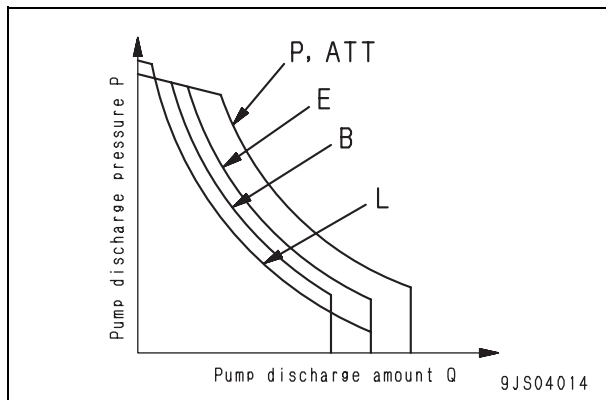 P, ATT
E
B
L
Pump discharge pressure P
Pump discharge amount Q
9JS04014